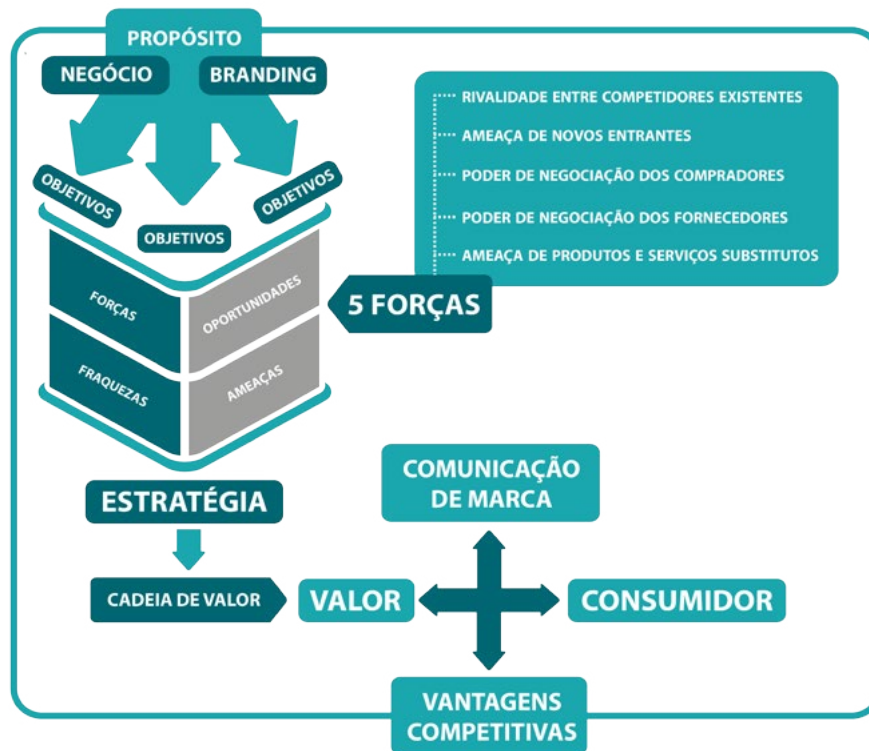 PROPÓSITO
NEGÓCIO
BRANDING
OBJETIVOS
OBJETIVOS
OBJETIVOS
RIVALIDADE ENTRE COMPETIDORES EXISTENTES
AMEAÇA DE NOVOS ENTRANTES
PODER DE NEGOCIAÇÃO DOS COMPRADORES
PODER DE NEGOCIAÇÃO DOS FORNECEDORES
AMEAÇA DE PRODUTOS E SERVIÇOS SUBSTITUTOS
5 FORÇAS
FORÇAS
OPORTUNIDADES
FRAQUEZAS
AMEAÇAS
ESTRATÉGIA
CADEIA DE VALOR
VALOR
COMUNICAÇÃO
DE MARCA
CONSUMIDOR
VANTAGENS
COMPETITIVAS